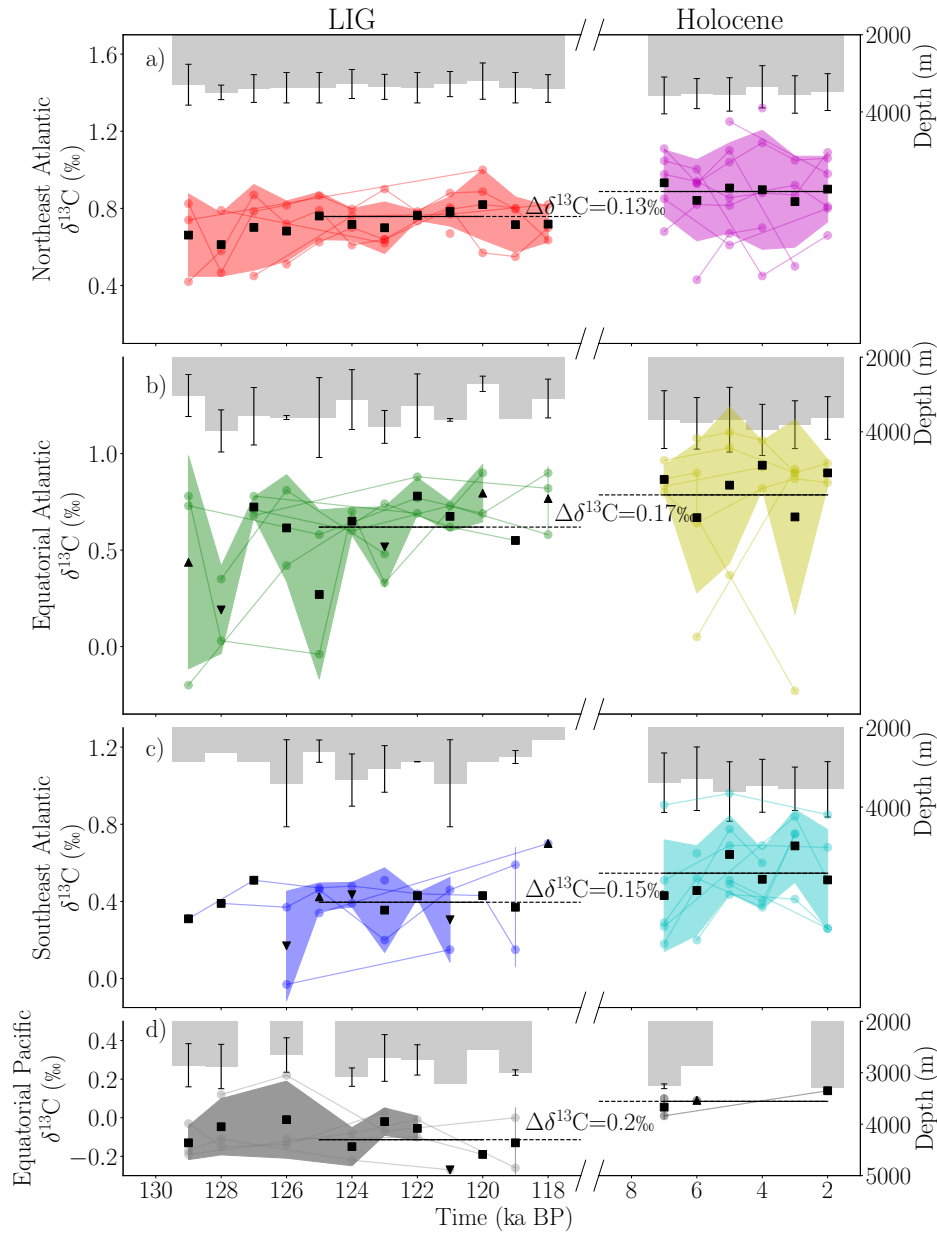 LIG Holocene
a)
1.6
1.2
0.8
0.4
Northeast Atlantic
δ¹³C (‰)
Δδ¹³C=0.13‰
2000
4000
Depth (m)
b)
1.0
0.5
0.0
Equatorial Atlantic
δ¹³C (‰)
Δδ¹³C=0.17‰
2000
4000
Depth (m)
c)
1.2
0.8
0.4
0.0
Southeast Atlantic
δ¹³C (‰)
Δδ¹³C=0.15‰
2000
4000
Depth (m)
d)
0.4
0.2
0.0
−0.2
Equatorial Pacific
δ¹³C (‰)
Δδ¹³C=0.2‰
2000
3000
4000
5000
Depth (m)
130 128 126 124 122 120 118 8 6 4 2
Time (ka BP)